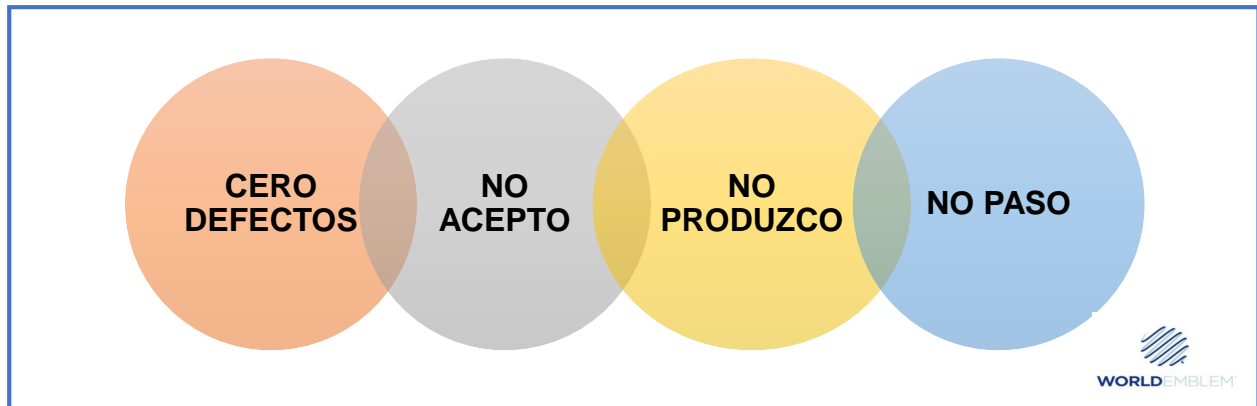 CERO
DEFECTOS
NO
ACEPTO
NO
PRODUZCO
NO PASO
WORLDEMBLEM